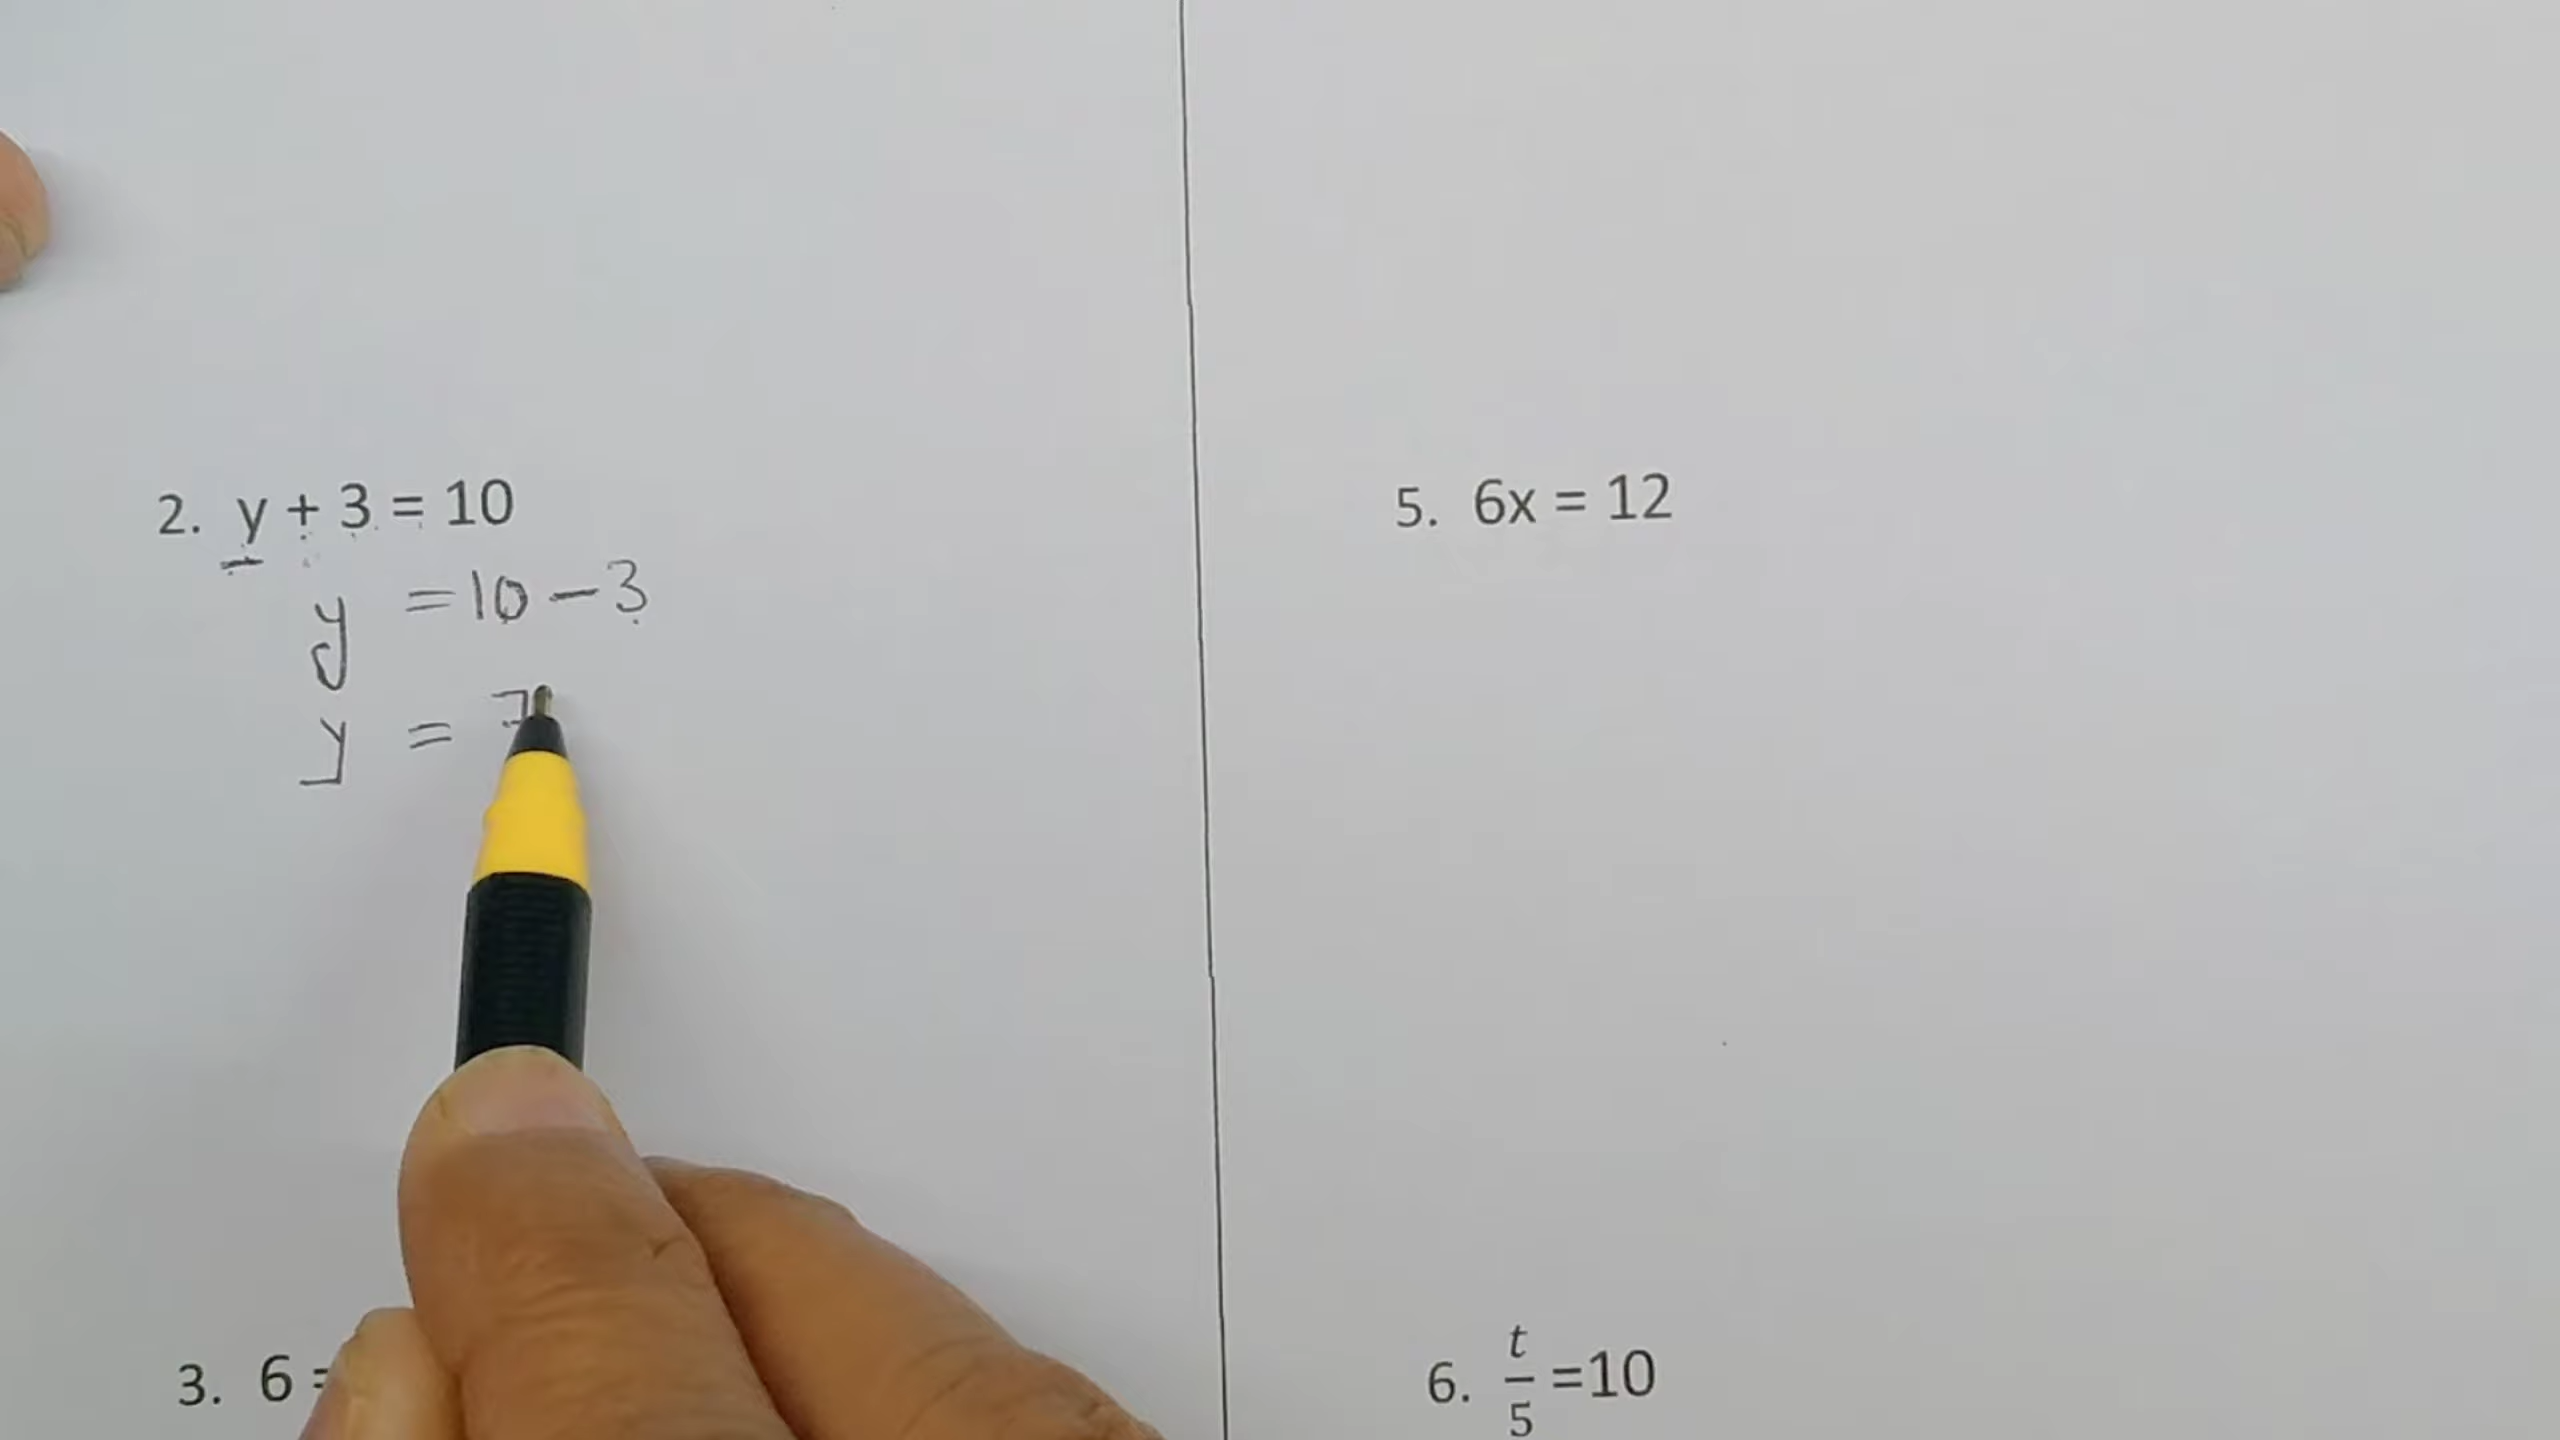 2. y + 3 = 10
y = 10 - 3
y = 7
3. 6 =
5. 6x = 12
6. t/5 =10